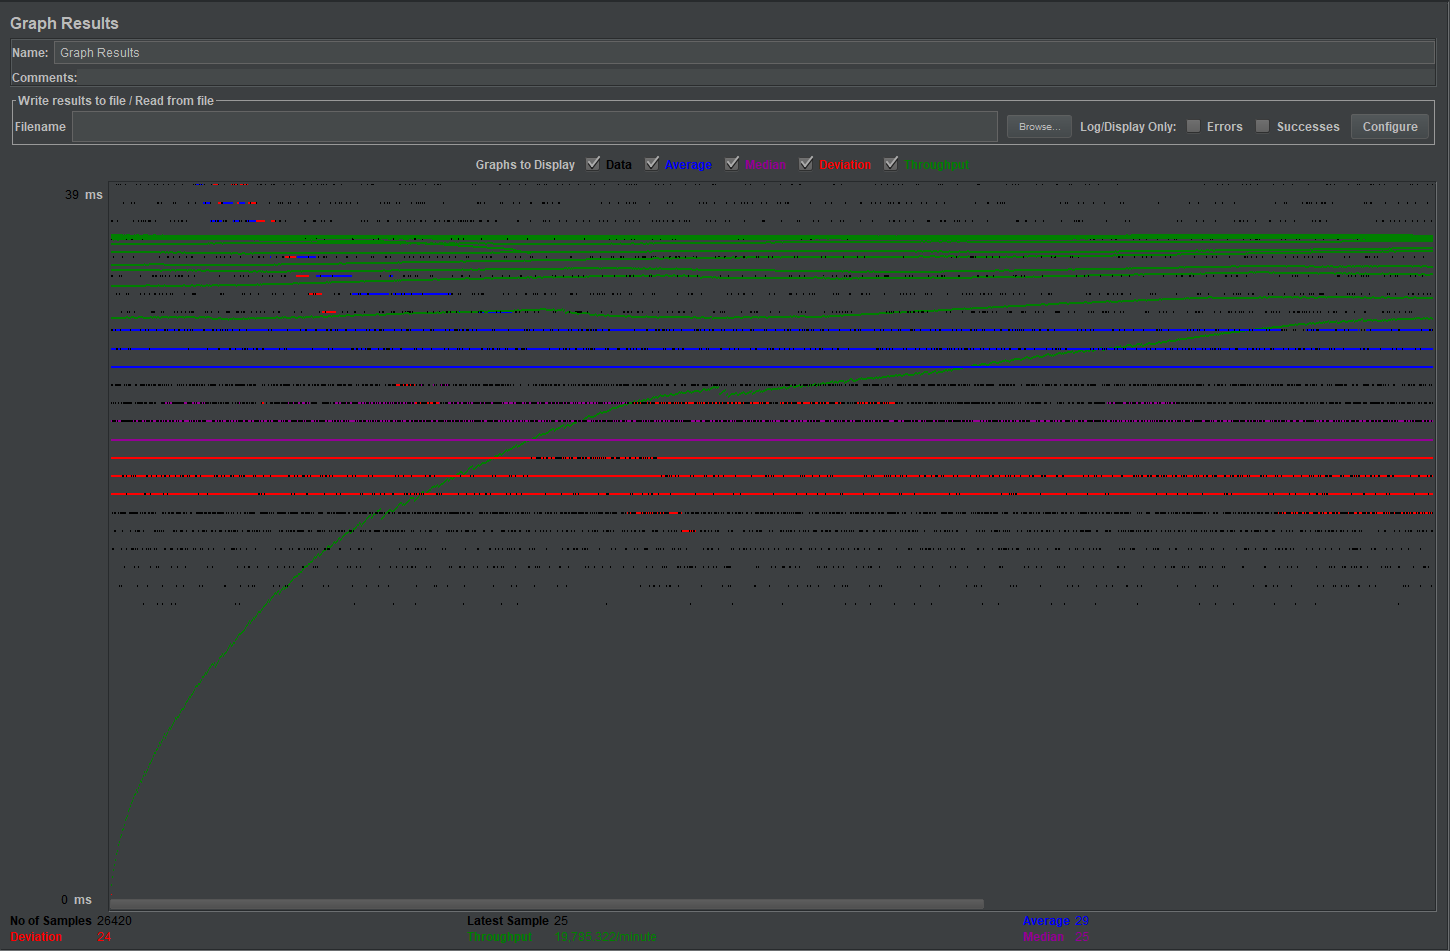 Graph Results
Name: Graph Results
Comments:
Write results to file / Read from file
Filename Browse... Log/Display Only: Errors Successes Configure
Graphs to Display Data Average Median Deviation Throughput
39 ms
0 ms
No of Samples 26420 Latest Sample 25 Average 29
Deviation 24 Throughput 19,785.322/minute Median